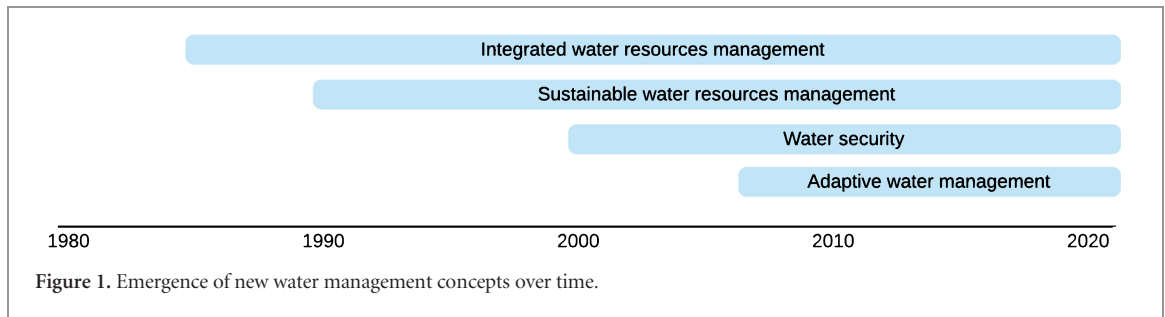 Integrated water resources management
Sustainable water resources management
Water security
Adaptive water management
1980 1990 2000 2010 2020
Figure 1. Emergence of new water management concepts over time.